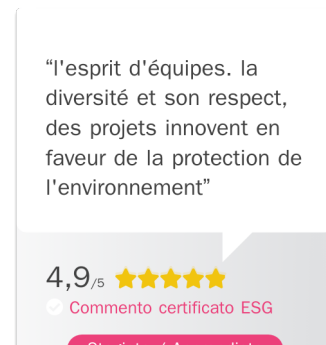 “l'esprit d'équipes. la
diversité et son respect,
des projets innovent en
faveur de la protection de
l'environnement”
4,9/5
Commento certificato ESG